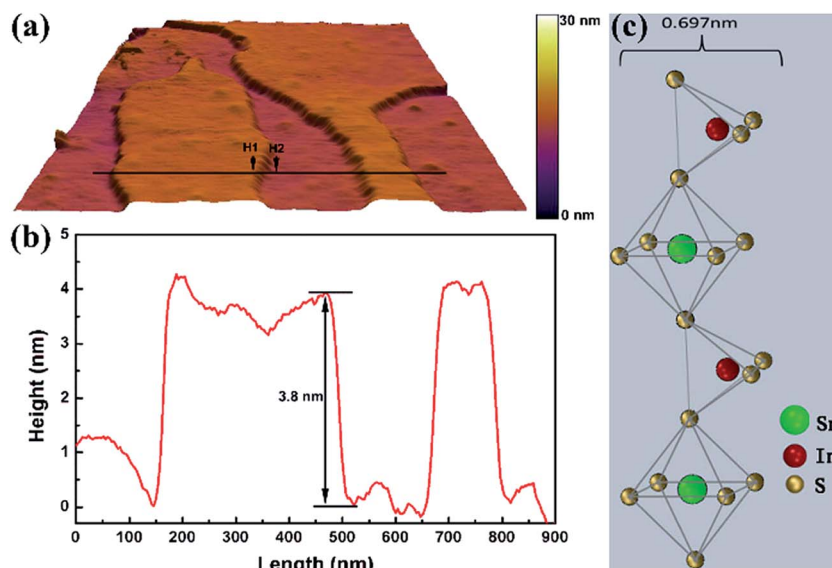 (a)
30 nm
0 nm
H1 H2
(b)
Height (nm)
5
4
3
2
1
0
3.8 nm
0 100 200 300 400 500 600 700 800 900
Length (nm)
(c)
0.697nm
S